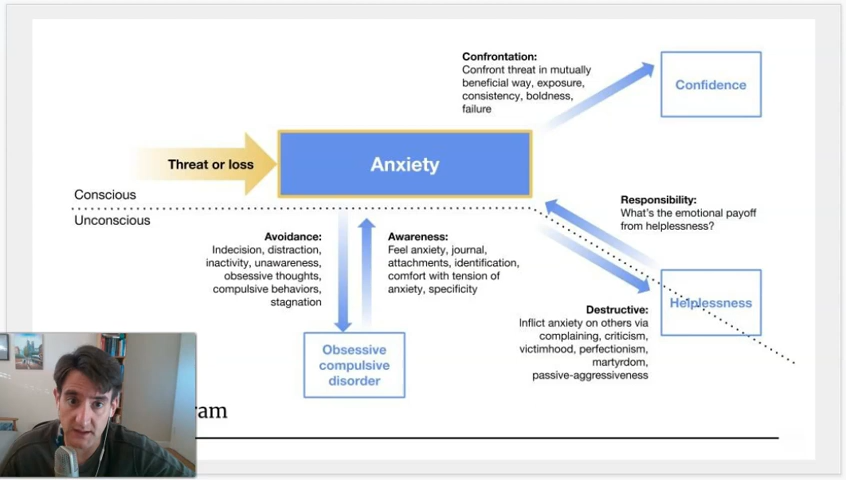 Confrontation:
Confront threat in mutually
beneficial way, exposure,
consistency, boldness,
failure
Confidence
Threat or loss
Anxiety
Conscious
Unconscious
Avoidance:
Indecision, distraction,
inactivity, unawareness,
obsessive thoughts,
compulsive behaviors,
stagnation
Awareness:
Feel anxiety, journal,
attachments, identification,
comfort with tension of
anxiety, specificity
Responsibility:
What's the emotional payoff
from helplessness?
Helplessness
Destructive:
Inflict anxiety on others via
complaining, criticism,
victimhood, perfectionism,
martyrdom,
passive-aggressiveness
Obsessive
compulsive
disorder
ram